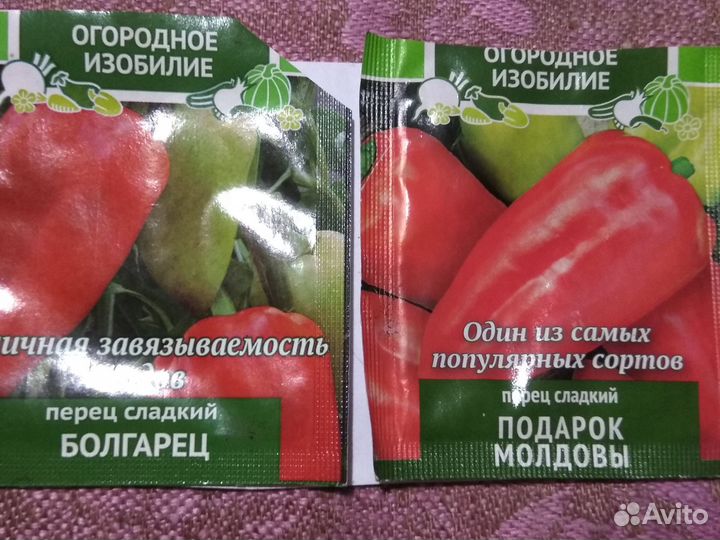 ОГОРОДНОЕ
ИЗОБИЛИЕ
завязываемость
перец сладкий
БОЛГАРЕЦ
ОГОРОДНОЕ
ИЗОБИЛИЕ
Один из самых
популярных сортов
перец сладкий
ПОДАРОК
МОЛДОВЫ
Avito